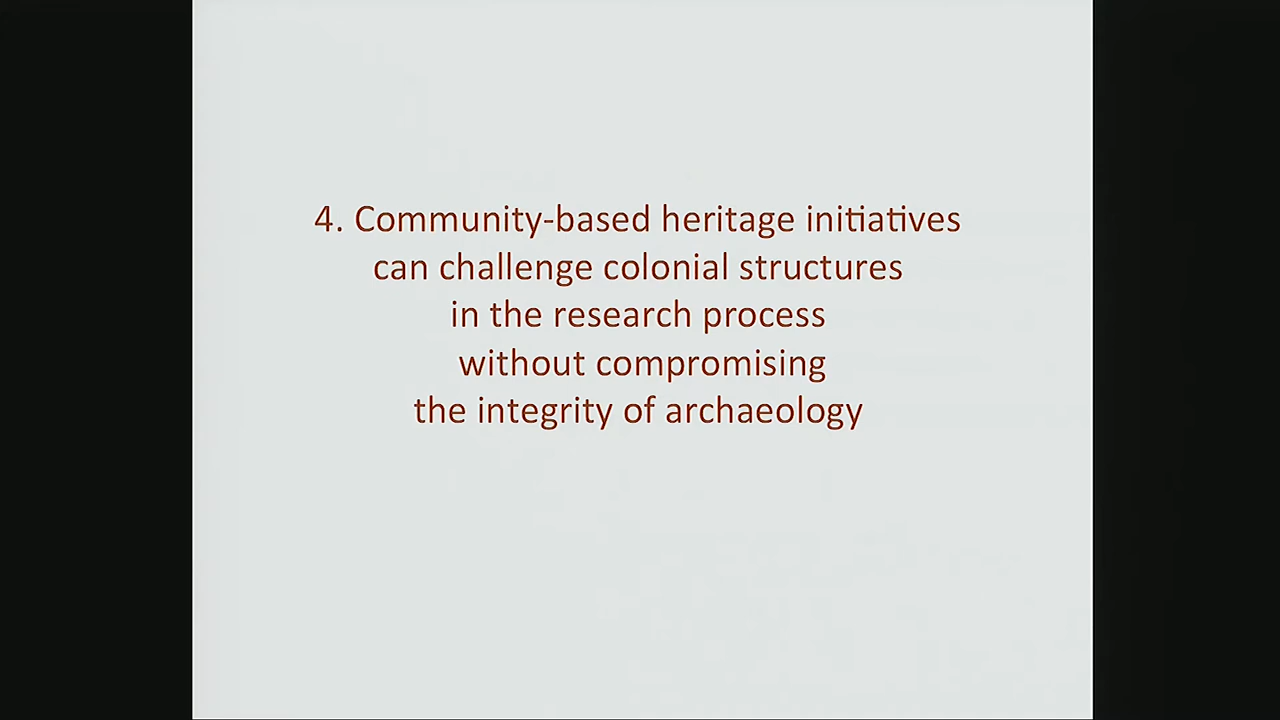 4. Community-based heritage initiatives
can challenge colonial structures
in the research process
without compromising
the integrity of archaeology